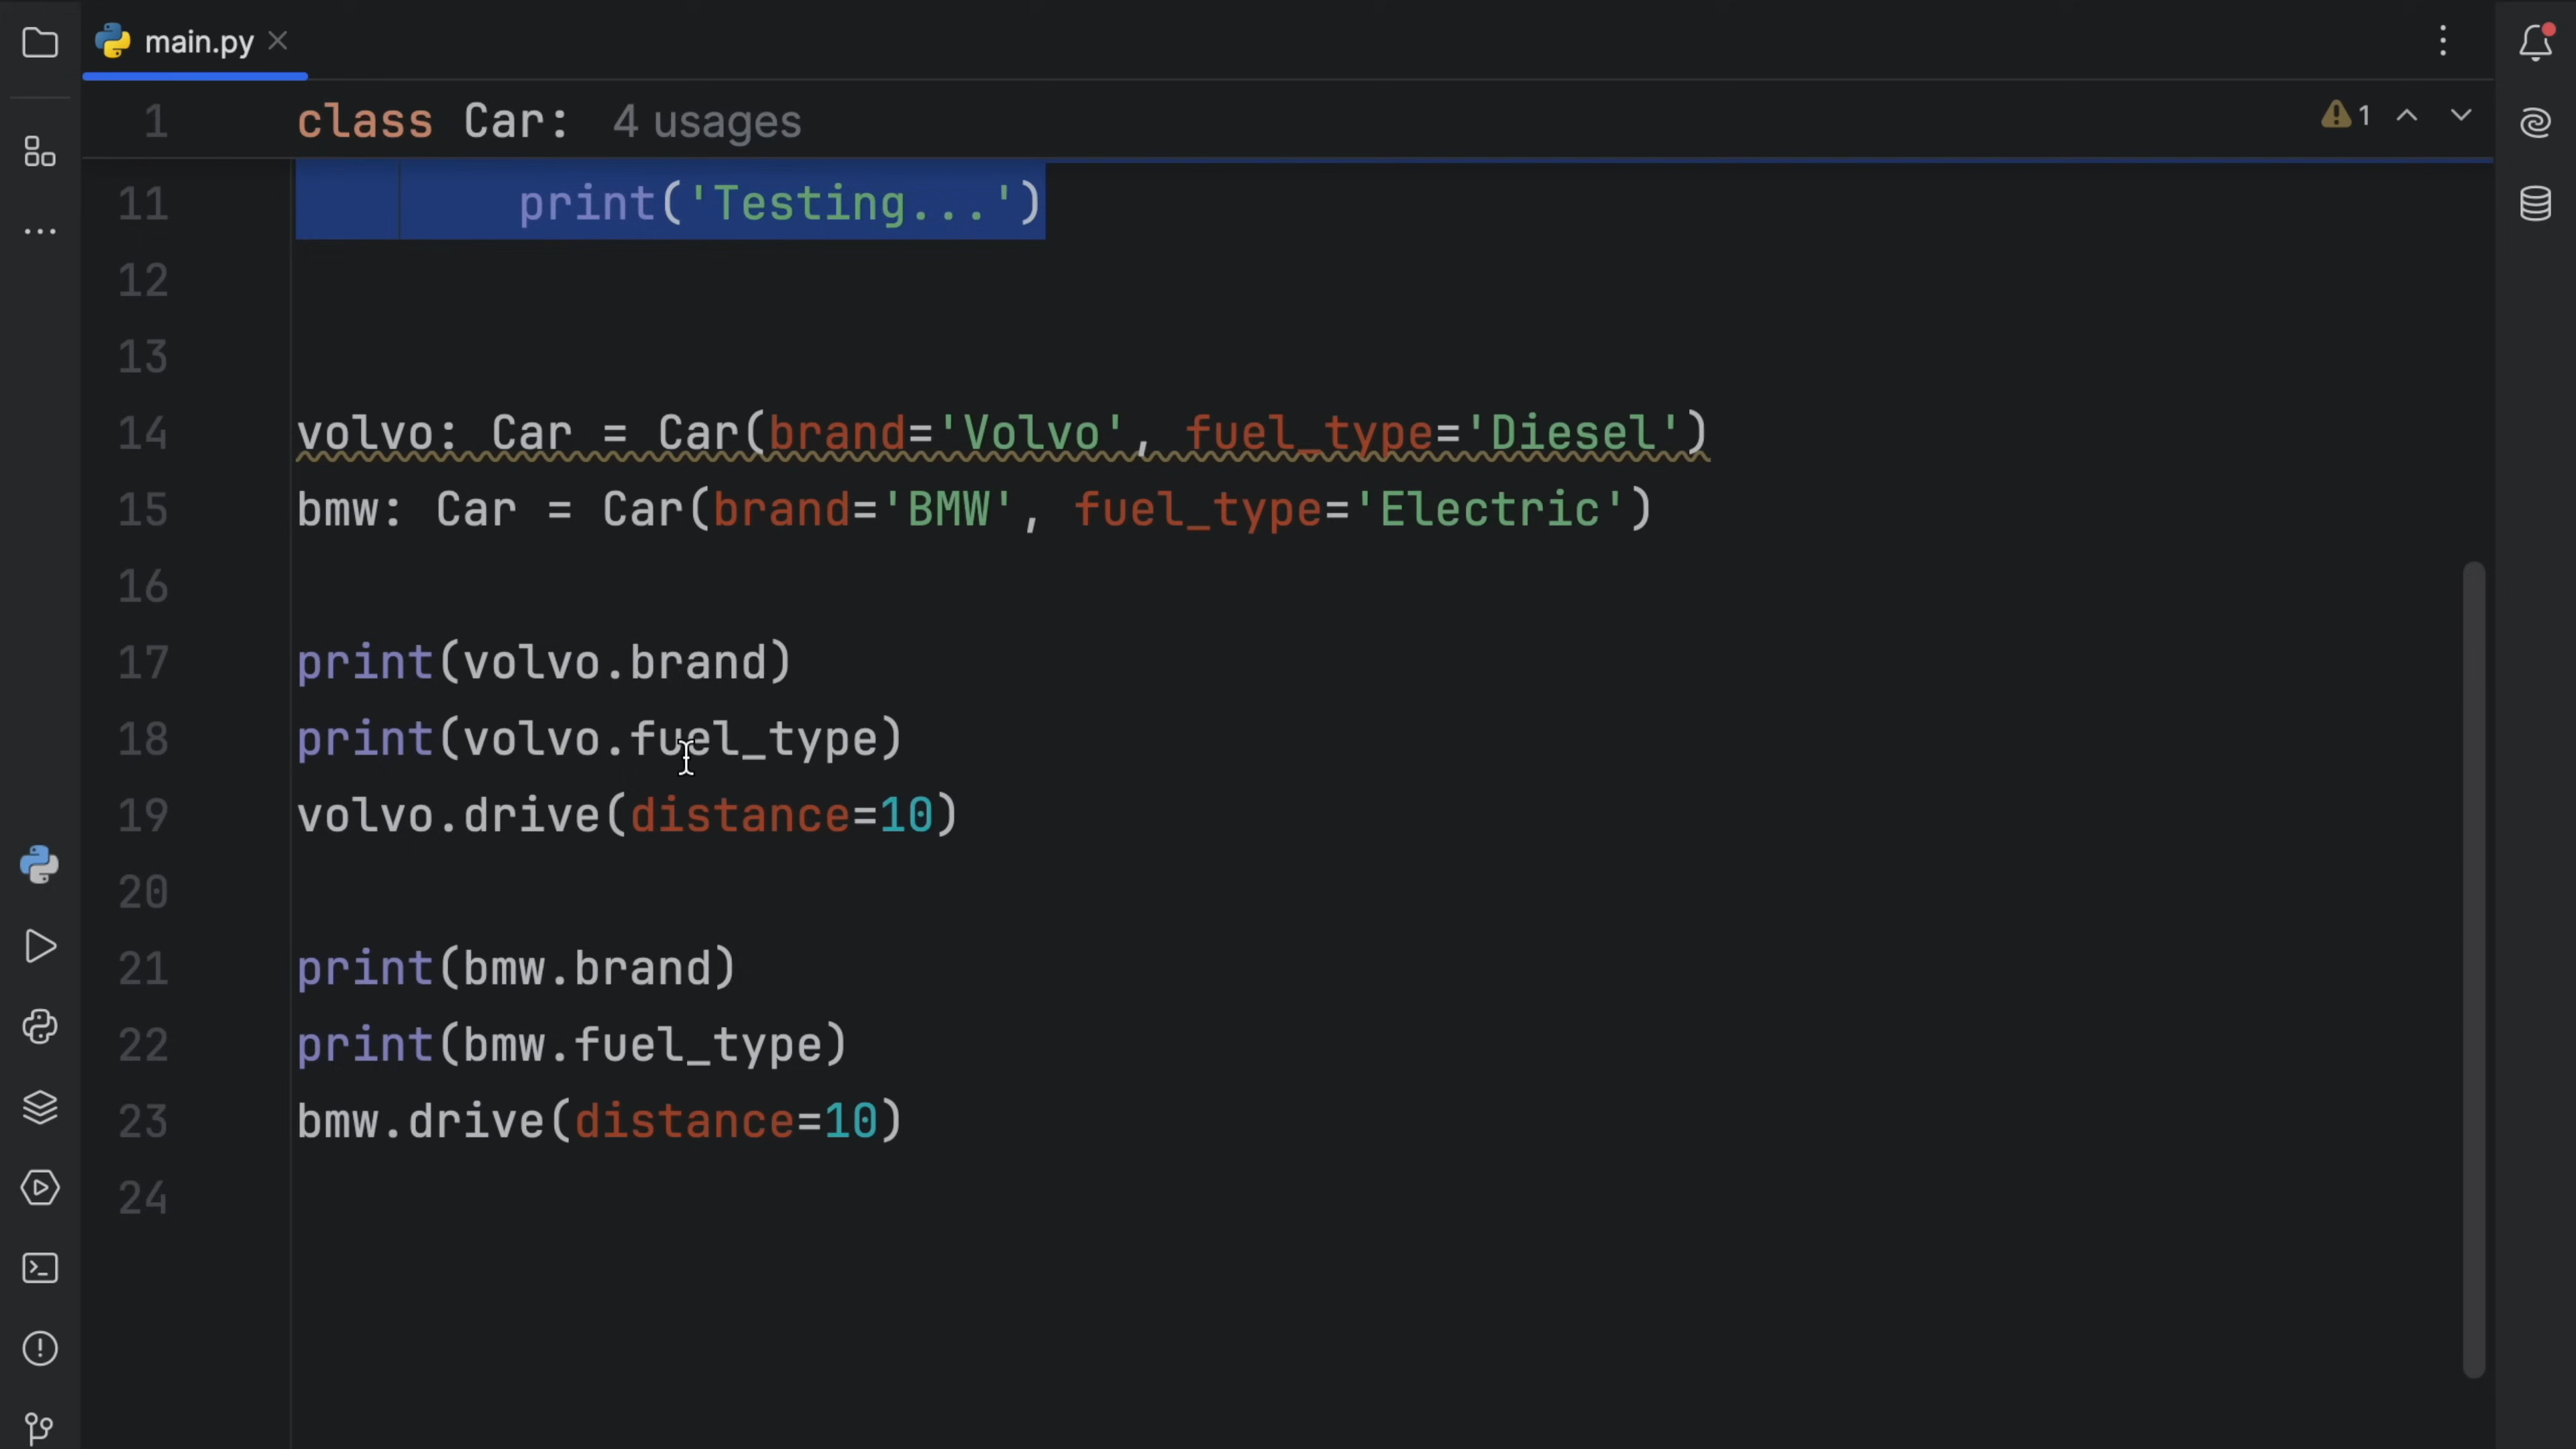 main.py
1 class Car: 4 usages
1
11 print('Testing...')
12
13
14 volvo: Car = Car(brand='Volvo', fuel_type='Diesel')
15 bmw: Car = Car(brand='BMW', fuel_type='Electric')
16
17 print(volvo.brand)
18 print(volvo.fuel_type)
19 volvo.drive(distance=10)
20
21 print(bmw.brand)
22 print(bmw.fuel_type)
23 bmw.drive(distance=10)
24